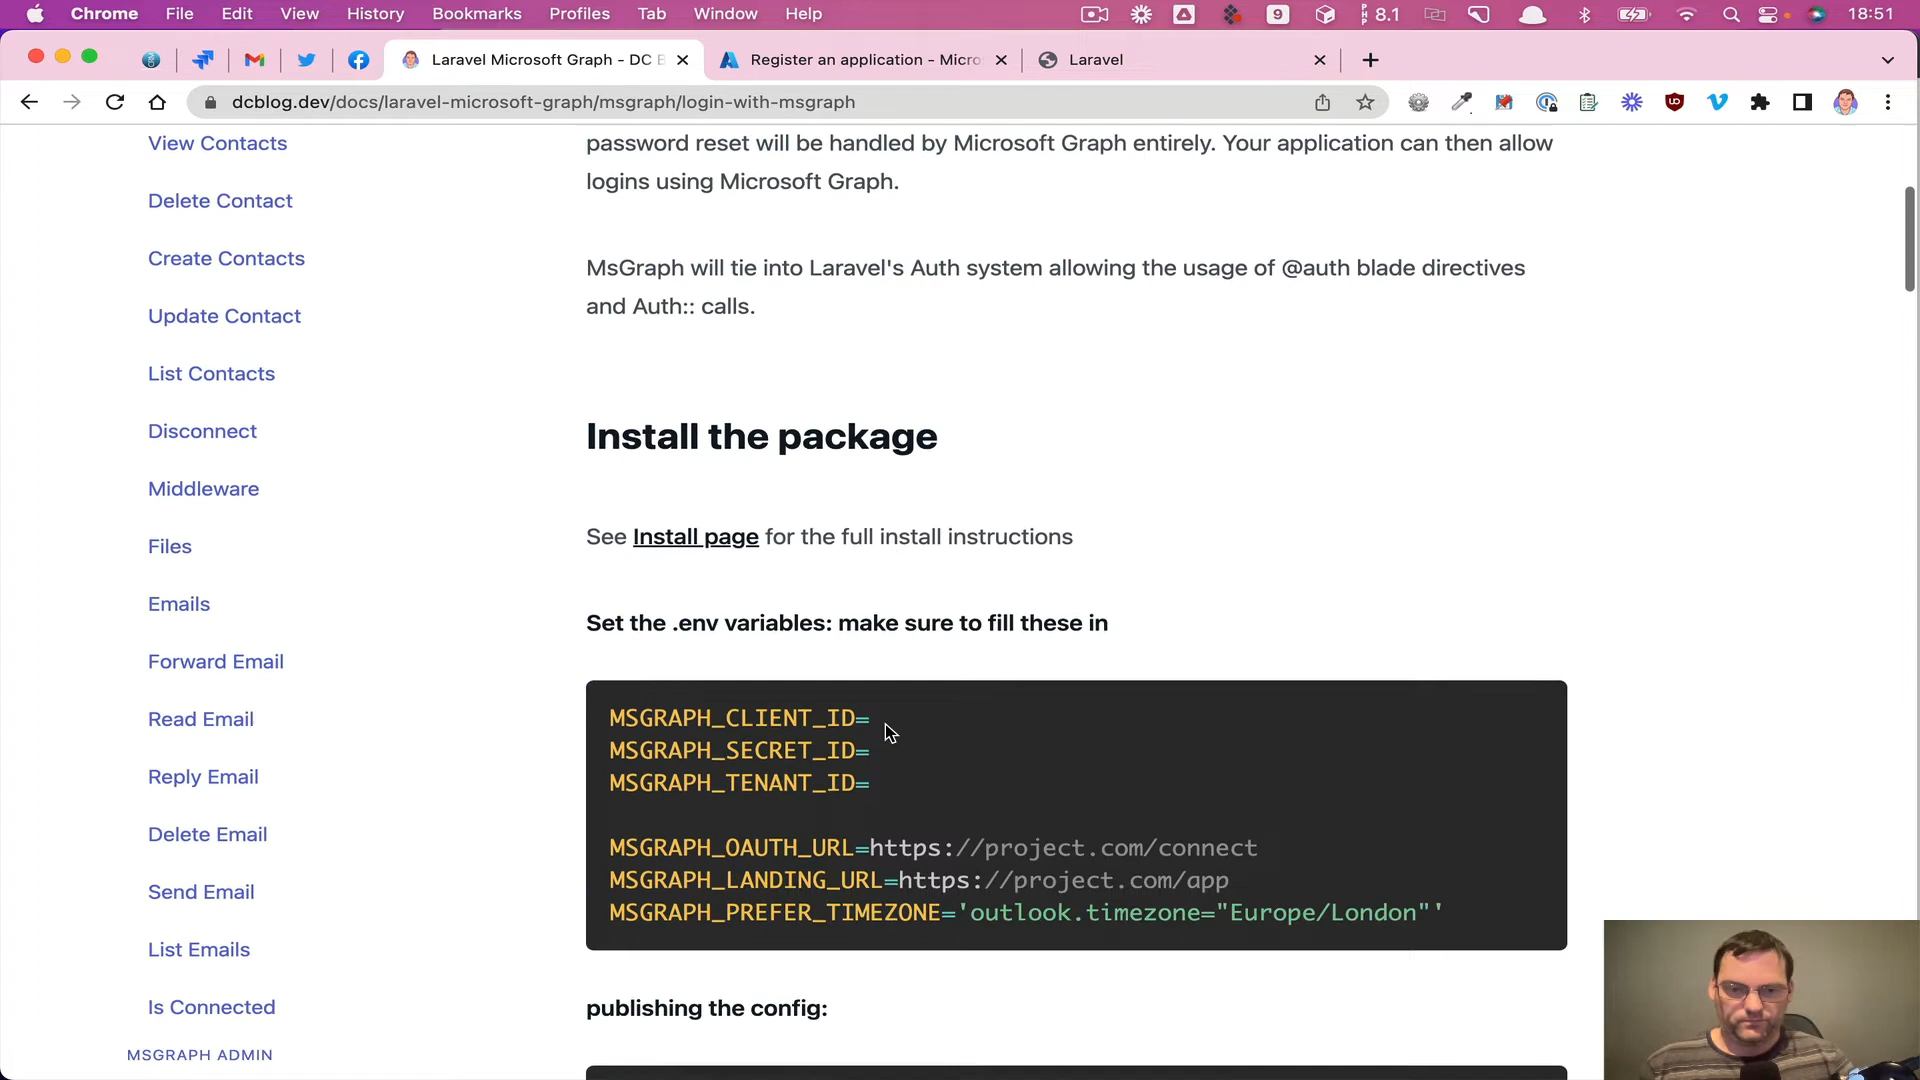 Chrome File Edit View History Bookmarks Profiles Tab Window Help 9 8.1 18:51
Laravel Microsoft Graph - DC B Register an application - Micro Laravel
dcblog.dev/docs/laravel-microsoft-graph/msgraph/login-with-msgraph
View Contacts
Delete Contact
Create Contacts
Update Contact
List Contacts
Disconnect
Middleware
Files
Emails
Forward Email
Read Email
Reply Email
Delete Email
Send Email
List Emails
Is Connected
MSGRAPH ADMIN
password reset will be handled by Microsoft Graph entirely. Your application can then allow
logins using Microsoft Graph.
MsGraph will tie into Laravel's Auth system allowing the usage of @auth blade directives
and Auth:: calls.
Install the package
See Install page for the full install instructions
Set the .env variables: make sure to fill these in
MSGRAPH_CLIENT_ID=
MSGRAPH_SECRET_ID=
MSGRAPH_TENANT_ID=
MSGRAPH_OAUTH_URL=https://project.com/connect
MSGRAPH_LANDING_URL=https://project.com/app
MSGRAPH_PREFER_TIMEZONE='outlook.timezone="Europe/London"'
publishing the config: